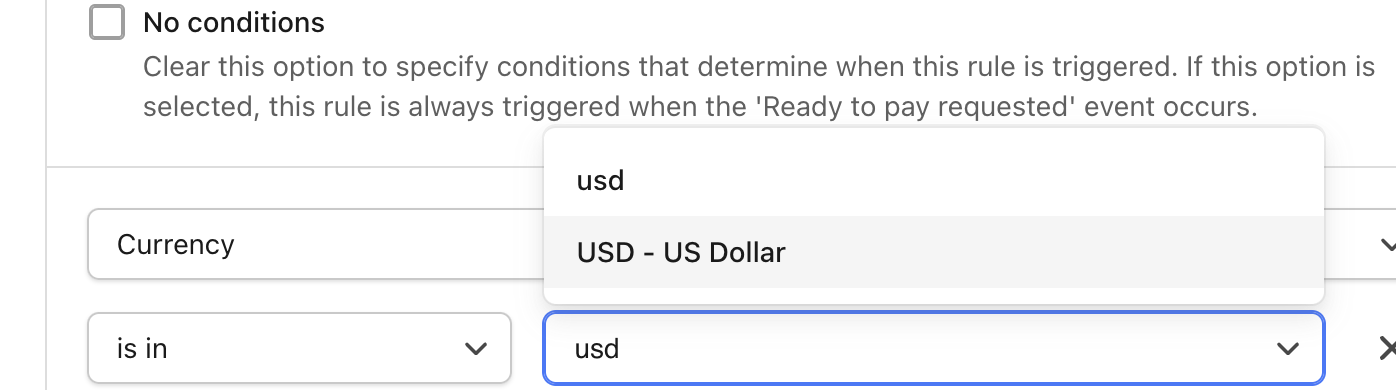 No conditions
Clear this option to specify conditions that determine when this rule is triggered. If this option is
selected, this rule is always triggered when the 'Ready to pay requested' event occurs.
usd
USD - US Dollar
Currency
is in
usd